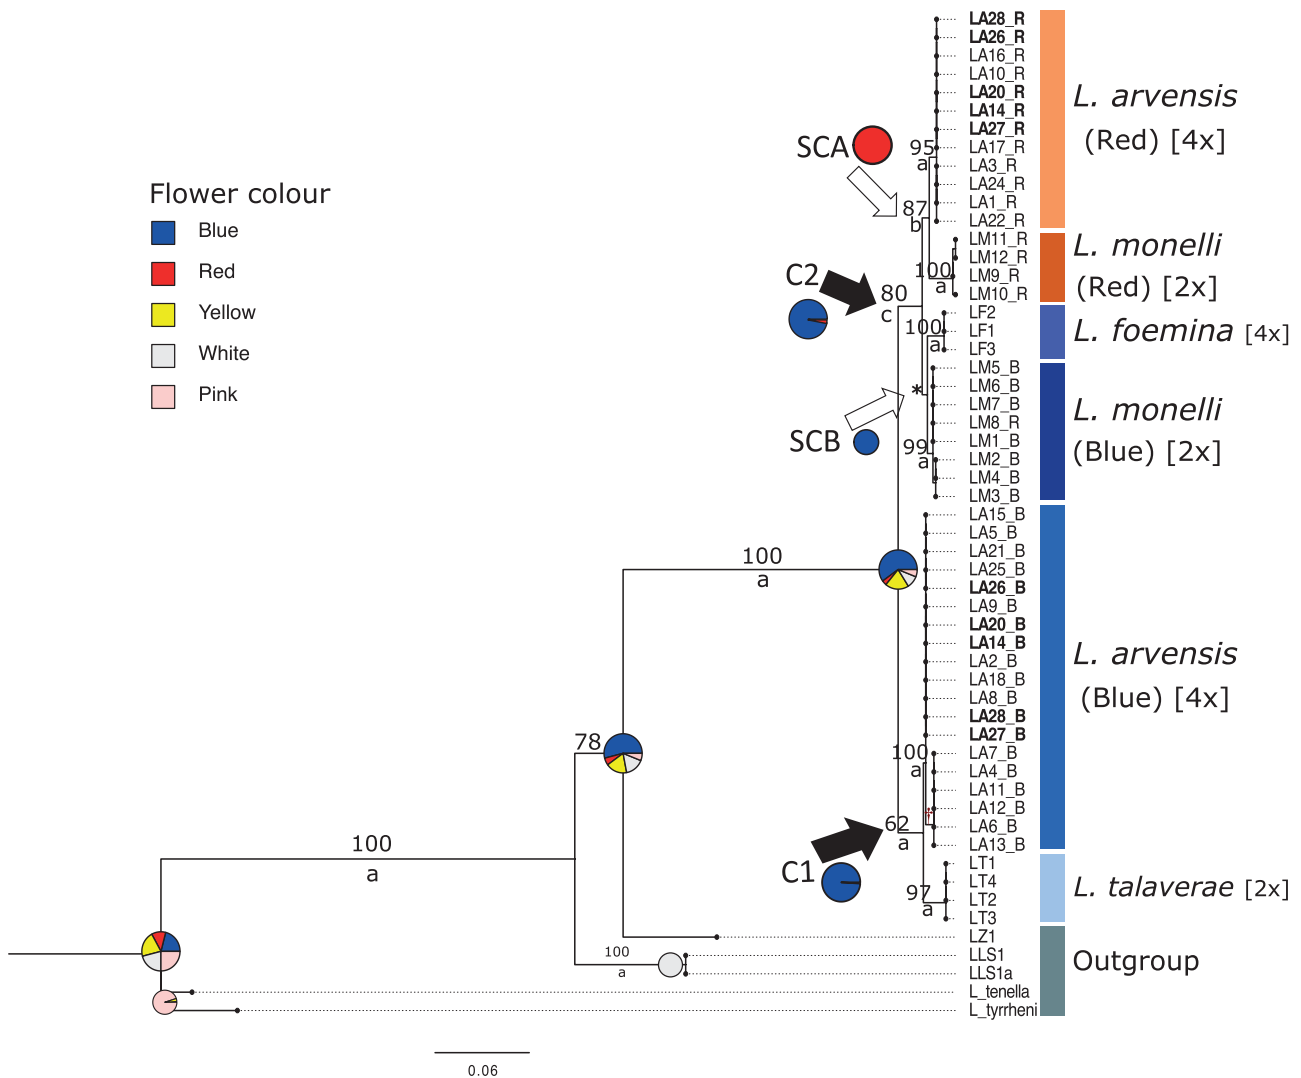 Flower colour
Blue
Red
Yellow
White
Pink
LA28_R
LA26_R
LA16_R
LA10_R
LA20_R
LA14_R
LA27_R
LA17_R
LA3_R
LA24_R
LA1_R
LA22_R
LM11_R
LM12_R
LM9_R
LM10_R
LF2
LF1
LF3
LM5_B
LM6_B
LM7_B
LM8_R
LM1_B
LM2_B
LM4_B
LM3_B
LA15_B
LA5_B
LA21_B
LA25_B
LA26_B
LA9_B
LA20_B
LA14_B
LA2_B
LA18_B
LA8_B
LA28_B
LA27_B
LA7_B
LA4_B
LA11_B
LA12_B
LA6_B
LA13_B
LT1
LT4
LT2
LT3
LZ1
LLS1
LLS1a
L_tenella
L_tyrrheni
L. arvensis
(Red) [4x]
L. monelli
(Red) [2x]
L. foemina [4x]
L. monelli
(Blue) [2x]
L. arvensis
(Blue) [4x]
L. talaverae [2x]
Outgroup
SCA
95
a
87
b
C2
80
c
100
a
100
a
*
SCB
99
a
100
a
78
100
a
†
62
a
C1
97
a
100
a
100
a
0.06